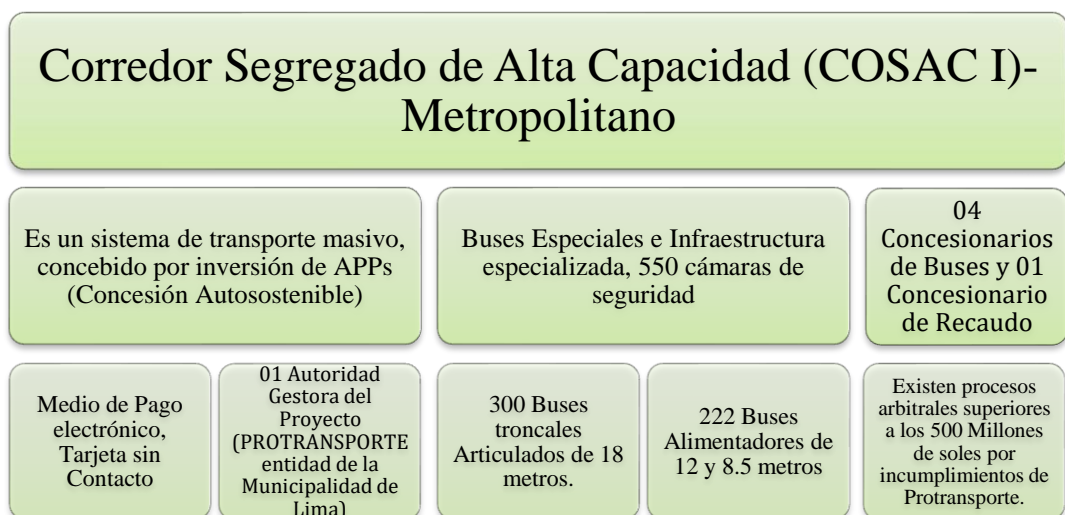 Corredor Segregado de Alta Capacidad (COSAC I)-
Metropolitano
Es un sistema de transporte masivo,
concebido por inversión de APPs
(Concesión Autosostenible)
Buses Especiales e Infraestructura
especializada, 550 cámaras de
seguridad
04
Concesionarios
de Buses y 01
Concesionario
de Recaudo
Medio de Pago
electrónico,
Tarjeta sin
Contacto
01 Autoridad
Gestora del
Proyecto
(PROTRANSPORTE
entidad de la
Municipalidad de
Lima)
300 Buses
troncales
Articulados de 18
metros.
222 Buses
Alimentadores de
12 y 8.5 metros
Existen procesos
arbitrales superiores
a los 500 Millones
de soles por
incumplimientos de
Protransporte.